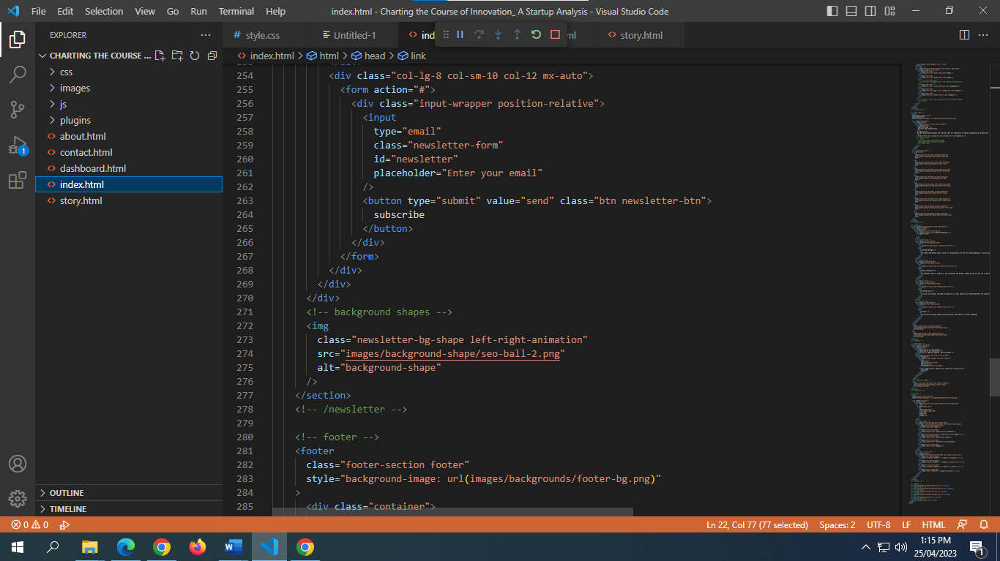 File Edit Selection View Go Run Terminal Help
index.html - Charting the Course of Innovation_ A Startup Analysis - Visual Studio Code
EXPLORER
CHARTING THE COURSE ...
css
images
js
plugins
about.html
contact.html
dashboard.html
index.html
story.html
OUTLINE
TIMELINE
1
# style.css
Untitled-1
story.html
index.html > html > head > link
254 <div class="col-lg-8 col-sm-10 col-12 mx-auto">
255 <form action="#">
256 <div class="input-wrapper position-relative">
257 <input
258 type="email"
259 class="newsletter-form"
260 id="newsletter"
261 placeholder="Enter your email"
262 />
263 <button type="submit" value="send" class="btn newsletter-btn">
264 subscribe
265 </button>
266 </div>
267 </form>
268 </div>
269 </div>
270 </div>
271 <!-- background shapes -->
272 <img
273 class="newsletter-bg-shape left-right-animation"
274 src="images/background-shape/seo-ball-2.png"
275 alt="background-shape"
276 />
277 </section>
278 <!-- /newsletter -->
279
280 <!-- footer -->
281 <footer
282 class="footer-section footer"
283 style="background-image: url(images/backgrounds/footer-bg.png)"
284 >
285 <div class="container">
0 0
Ln 22, Col 77 (77 selected) Spaces: 2 UTF-8 LF HTML
1:15 PM
25/04/2023
1